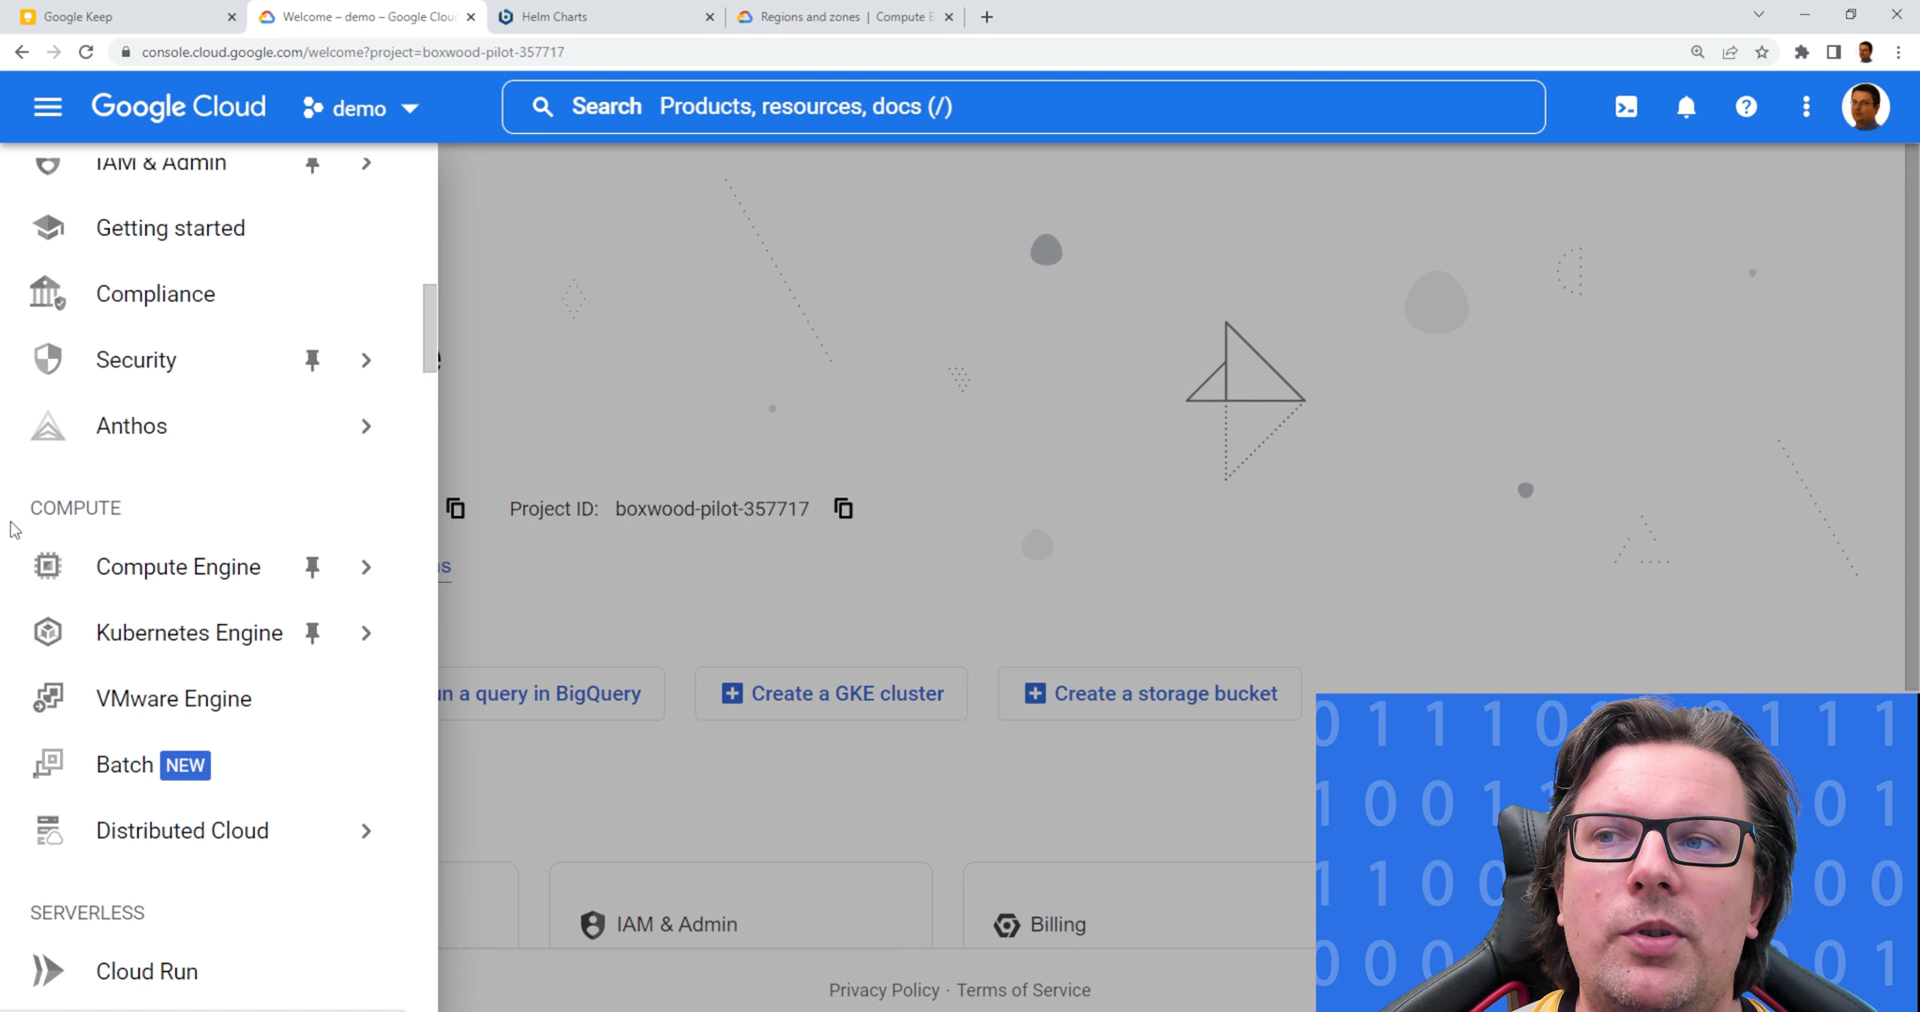 Google Keep
Welcome – demo – Google Clou
Helm Charts
Regions and zones | Compute E
console.cloud.google.com/welcome?project=boxwood-pilot-357717
Google Cloud
demo
Search Products, resources, docs (/)
IAM & Admin
Getting started
Compliance
Security
Anthos
COMPUTE
Project ID: boxwood-pilot-357717
Compute Engine
Kubernetes Engine
VMware Engine
n a query in BigQuery
Create a GKE cluster
Create a storage bucket
Batch NEW
Distributed Cloud
SERVERLESS
IAM & Admin
Billing
Cloud Run
Privacy Policy · Terms of Service